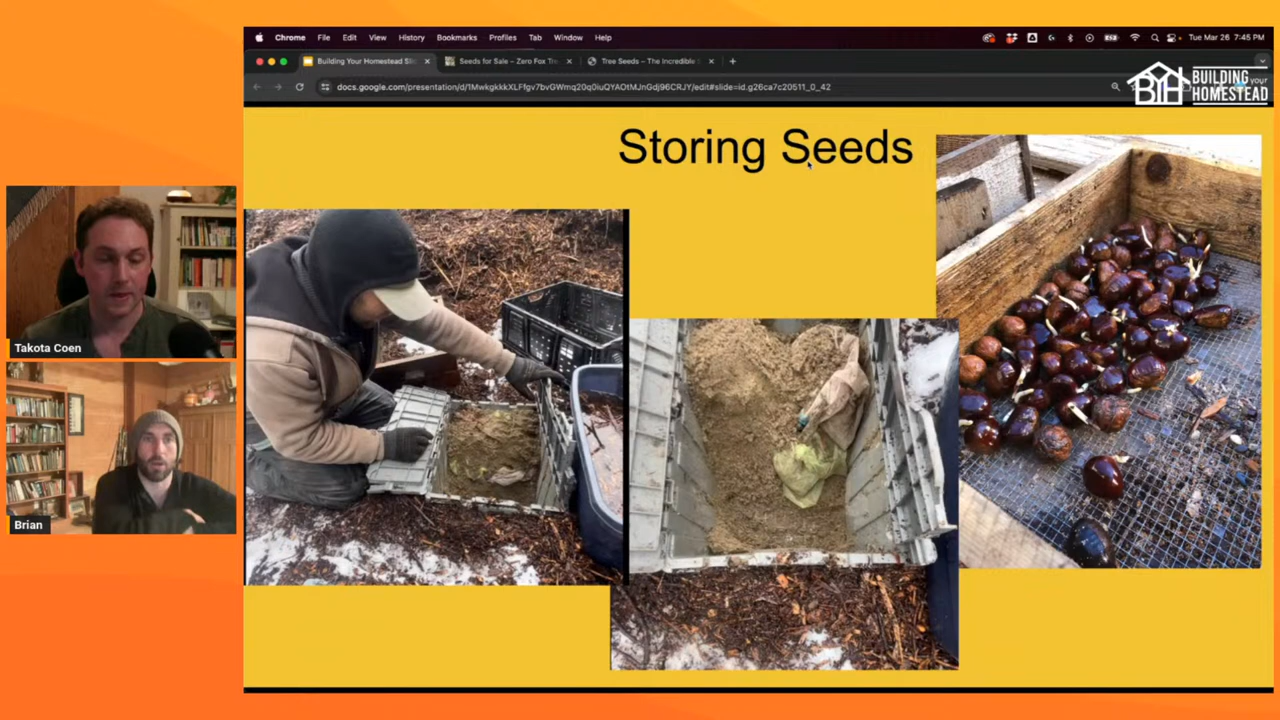 Chrome File Edit View History Bookmarks Profiles Tab Window Help
Tue Mar 26 7:45 PM
Building Your Homestead Sli
Seeds for Sale – Zero Fox Tre
Tree Seeds – The Incredible
docs.google.com/presentation/d/1MwkgkkkXLFfgv7bvGWmq20q0iuQYAOtMJnGdj96CRJY/edit#slide=id.g26ca7c20511_0_42
BYH BUILDING your HOMESTEAD
Storing Seeds
Takota Coen
Brian